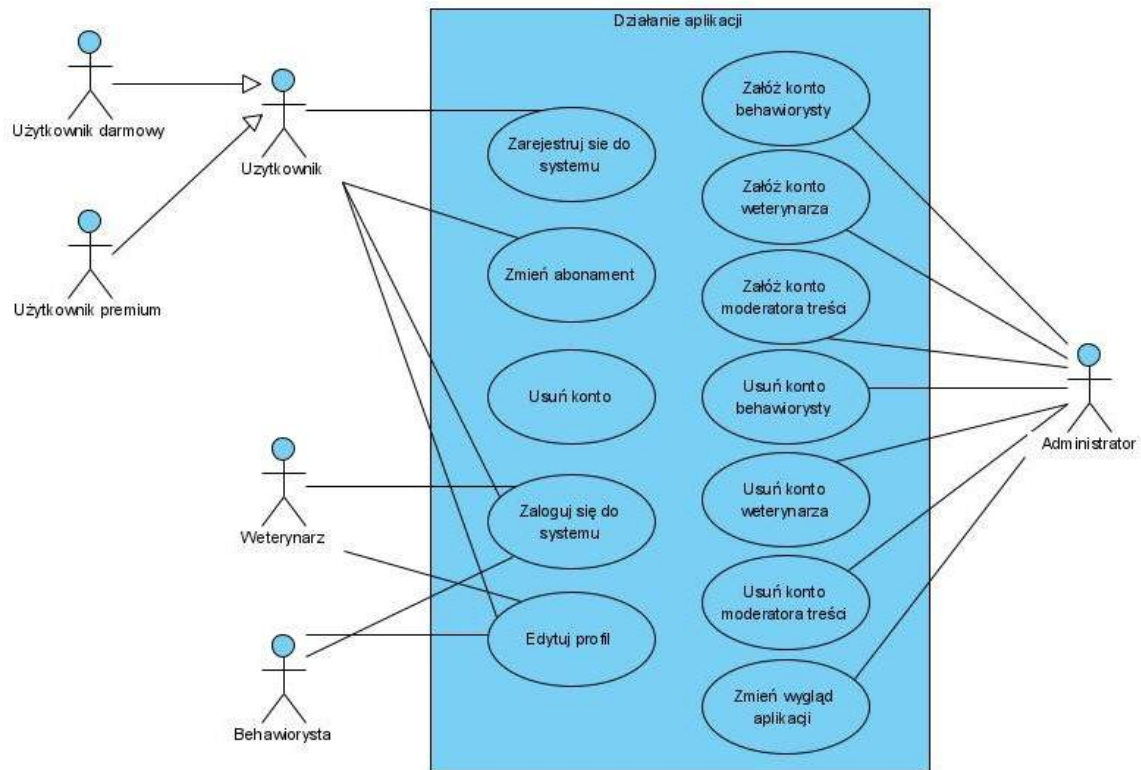 Działanie aplikacji
Użytkownik darmowy
Uzytkownik
Użytkownik premium
Weterynarz
Behawiorysta
Zarejestruj sie do
systemu
Zmień abonament
Usuń konto
Zaloguj się do
systemu
Edytuj profil
Załóż konto
behawiorysty
Załóż konto
weterynarza
Załóż konto
moderatora treści
Usuń konto
behawiorysty
Usuń konto
weterynarza
Usuń konto
moderatora treści
Zmień wygląd
aplikacji
Administrator